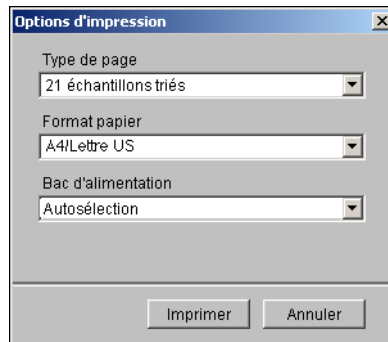 Options d'impression
Type de page
21 échantillons triés
Format papier
A4/Lettre US
Bac d'alimentation
Autosélection
Imprimer
Annuler